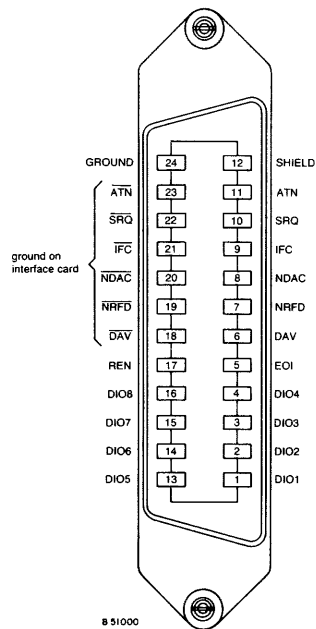 GROUND 24 12 SHIELD
ATN 23 11 ATN
SRQ 22 10 SRQ
ground on
interface card
IFC 21 9 IFC
NDAC 20 8 NDAC
NRFD 19 7 NRFD
DAV 18 6 DAV
REN 17 5 EOI
DIO8 16 4 DIO4
DIO7 15 3 DIO3
DIO6 14 2 DIO2
DIO5 13 1 DIO1
8 51000